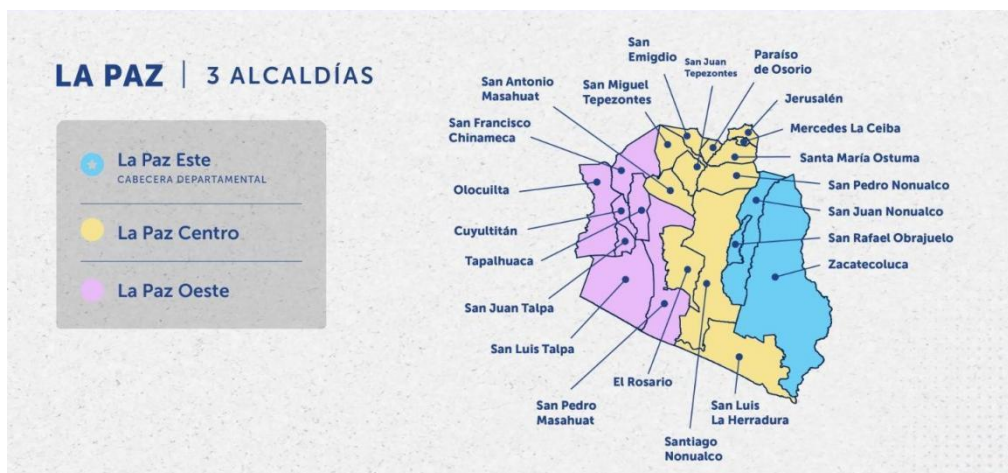 LA PAZ | 3 ALCALDÍAS
La Paz Este
CABECERA DEPARTAMENTAL
La Paz Centro
La Paz Oeste
San
Emigdio
San Juan
Tepezontes
Paraíso
de Osorio
San Antonio
Masahuat
San Miguel
Tepezontes
Jerusalén
San Francisco
Chinameca
Mercedes La Ceiba
Santa María Ostuma
Olocuilta
San Pedro Nonualco
San Juan Nonualco
Cuyultitán
San Rafael Obrajuelo
Tapalhuaca
Zacatecoluca
San Juan Talpa
San Luis Talpa
El Rosario
San Pedro
Masahuat
San Luis
La Herradura
Santiago
Nonualco